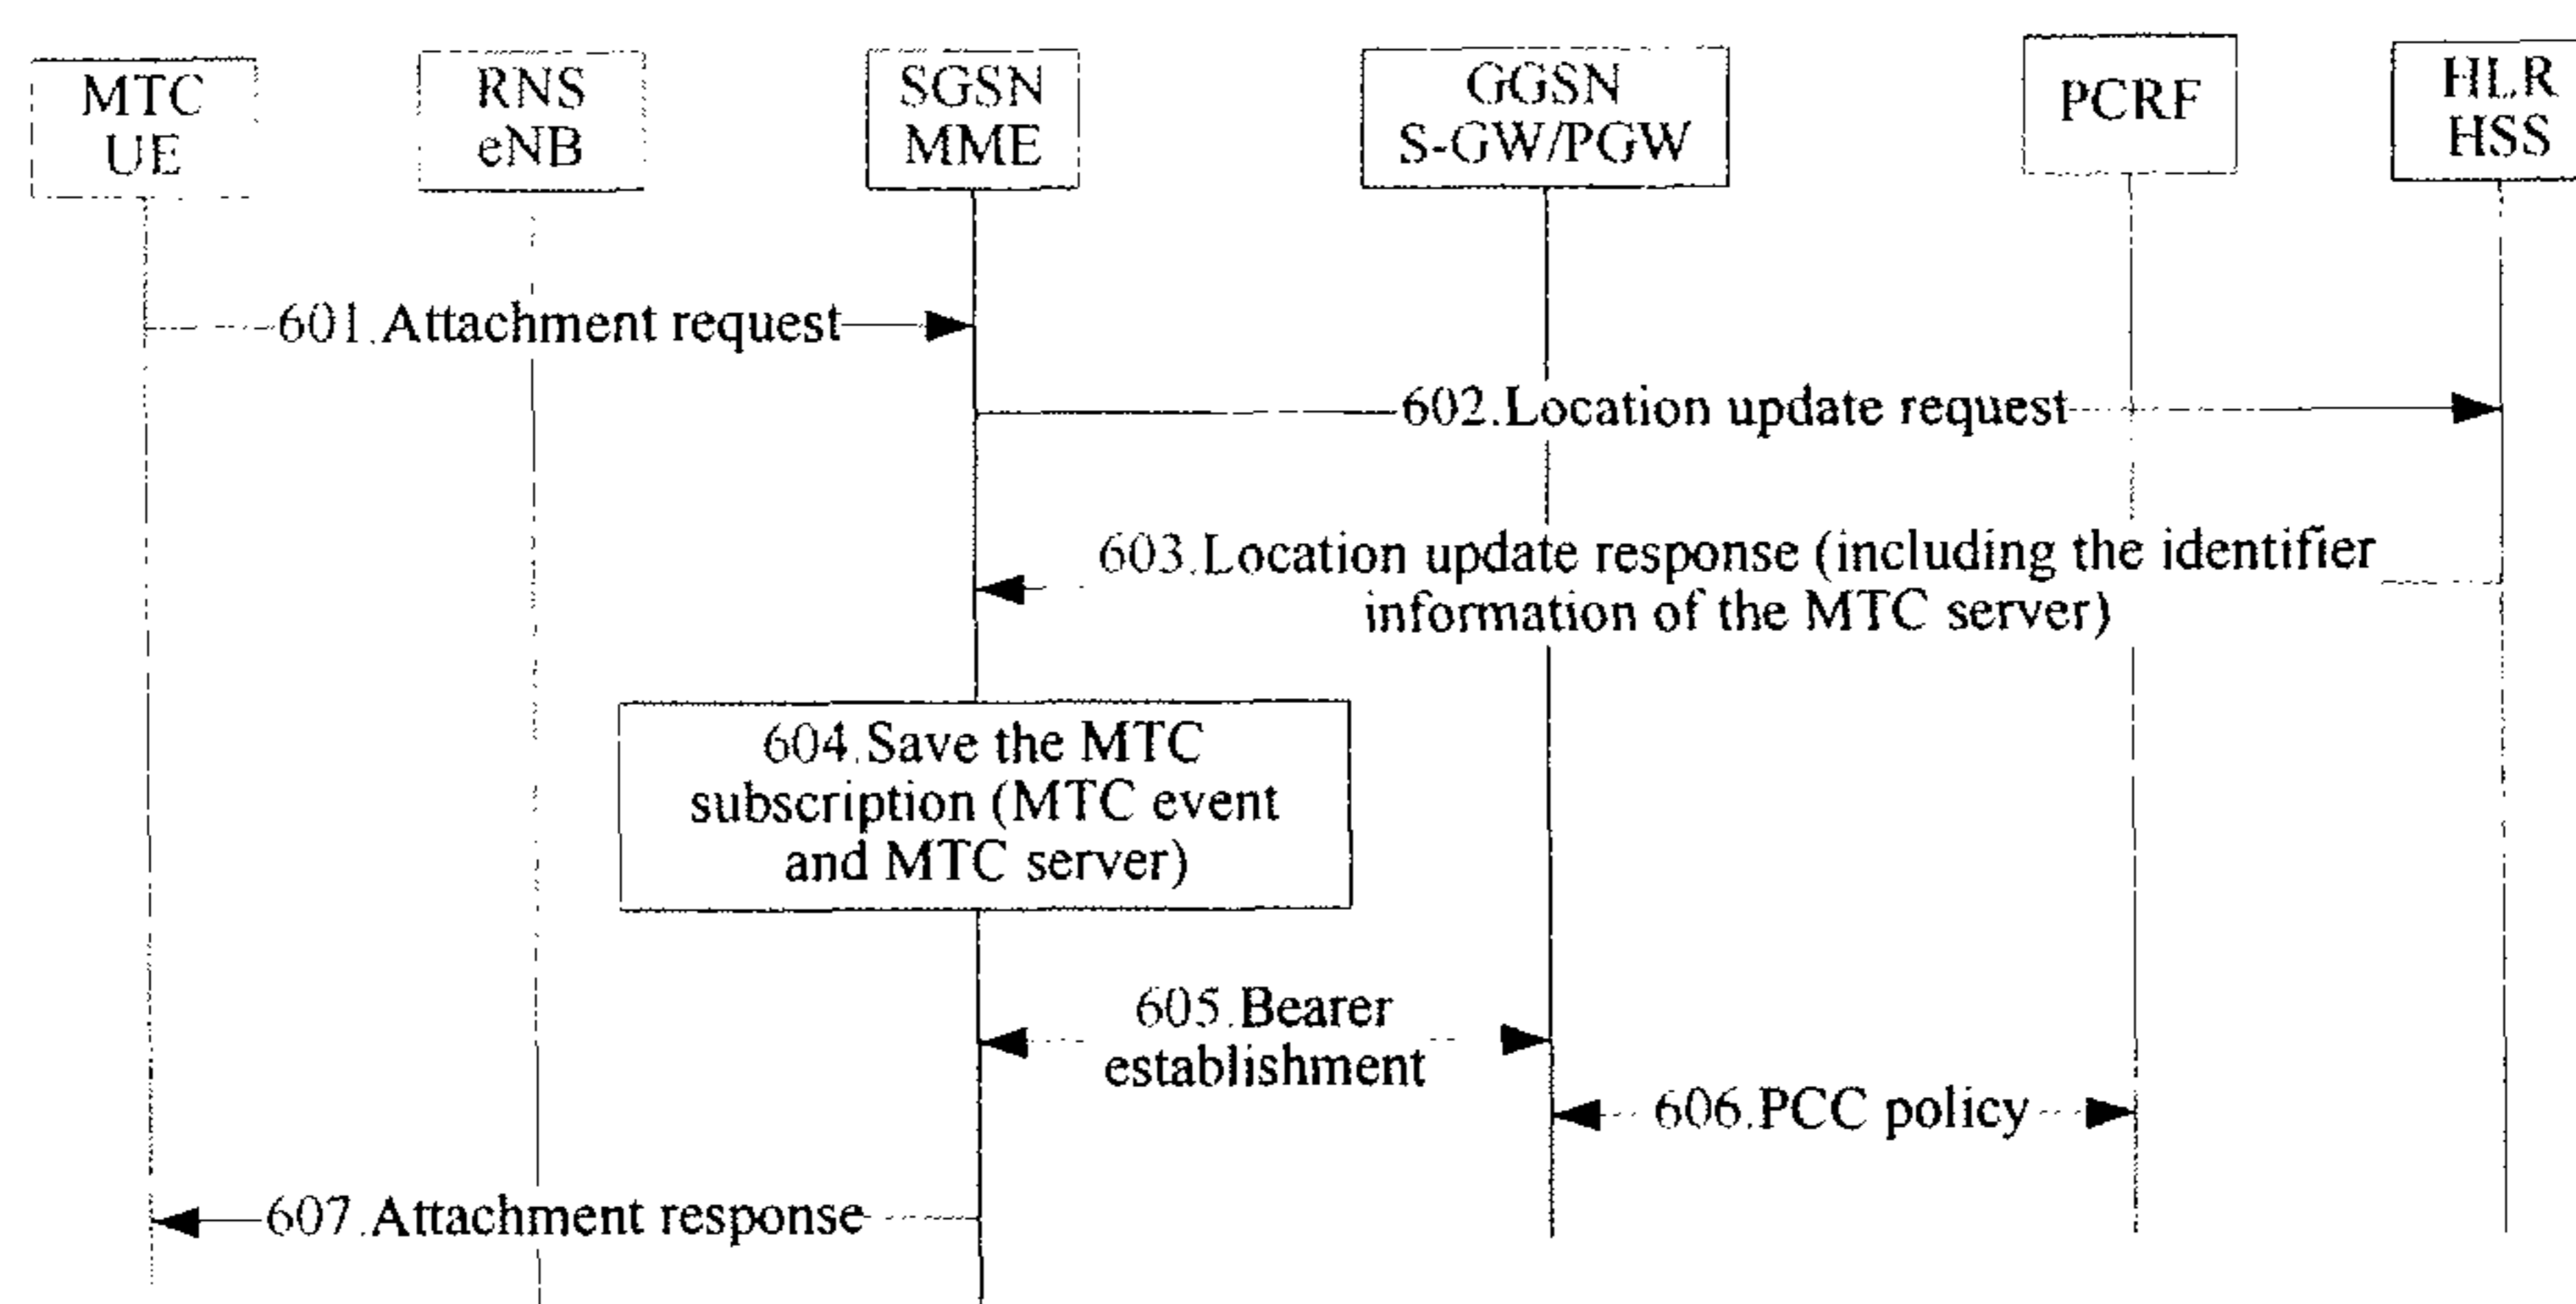 MTC
UE
RNS
eNB
SGSN
MME
GGSN
S-GW/PGW
PCRF
HLR
HSS
601.Attachment request
602.Location update request
603.Location update response (including the identifier
information of the MTC server)
604.Save the MTC
subscription (MTC event
and MTC server)
605.Bearer
establishment
606.PCC policy
607.Attachment response